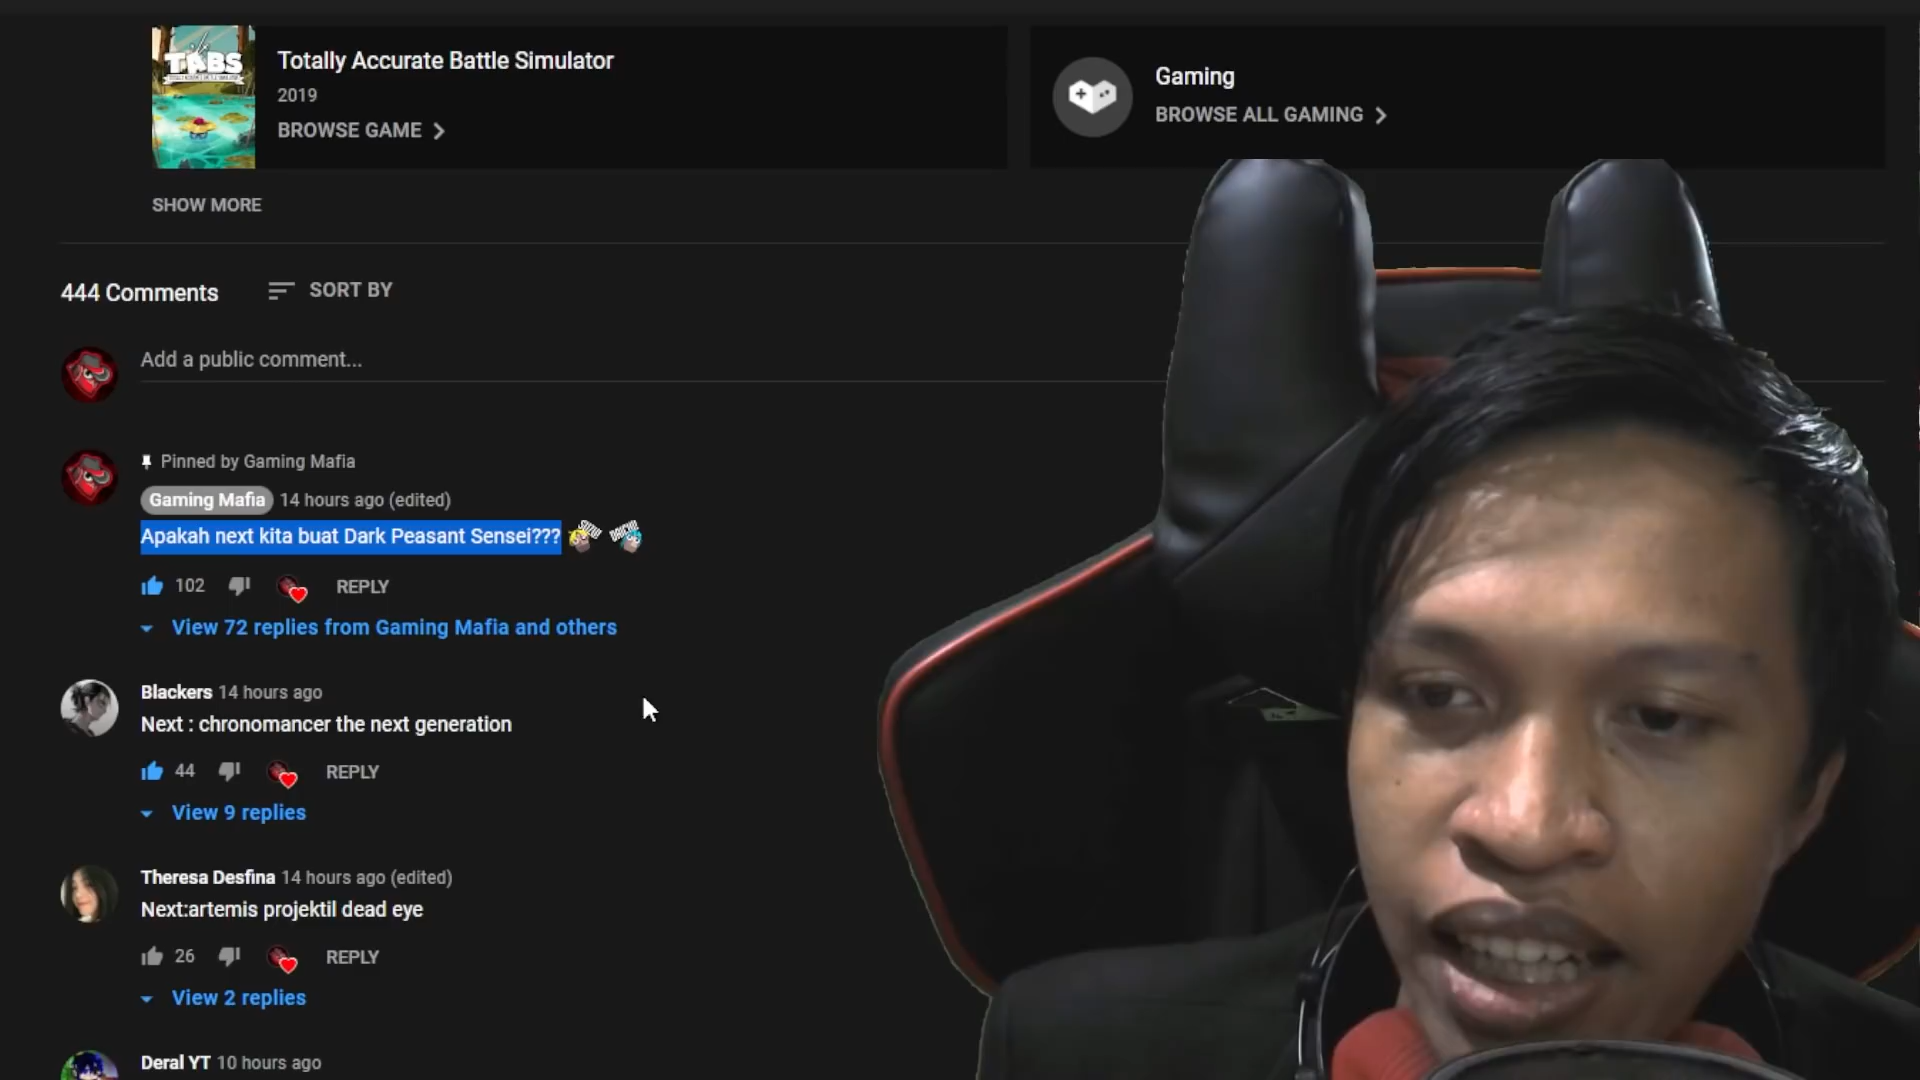 TABS
Totally Accurate Battle Simulator
2019
BROWSE GAME
Gaming
BROWSE ALL GAMING
SHOW MORE
444 Comments
SORT BY
Add a public comment...
Pinned by Gaming Mafia
Gaming Mafia 14 hours ago (edited)
Apakah next kita buat Dark Peasant Sensei???
102
REPLY
View 72 replies from Gaming Mafia and others
Blackers 14 hours ago
Next : chronomancer the next generation
44
REPLY
View 9 replies
Theresa Desfina 14 hours ago (edited)
Next:artemis projektil dead eye
26
REPLY
View 2 replies
Deral YT 10 hours ago